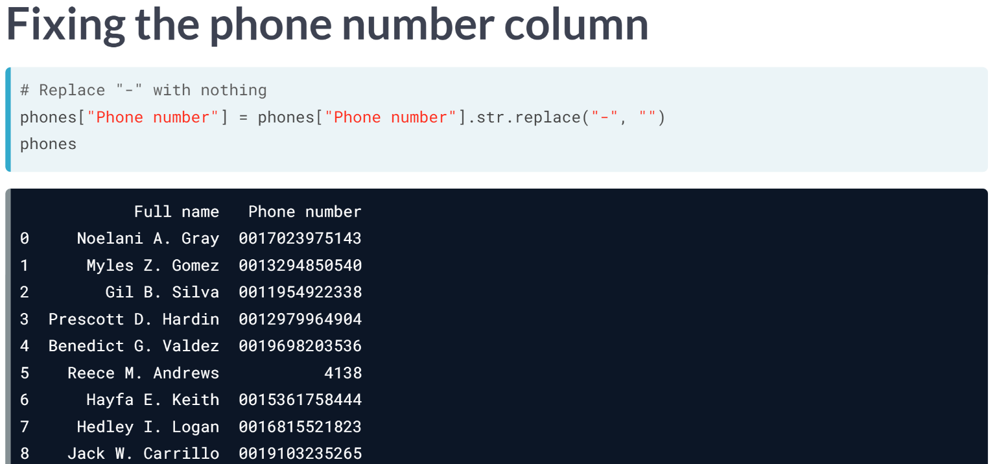 Fixing the phone number column
# Replace "-" with nothing
phones["Phone number"] = phones["Phone number"].str.replace("-", "")
phones
Full name Phone number
0 Noelani A. Gray 0017023975143
1 Myles Z. Gomez 0013294850540
2 Gil B. Silva 0011954922338
3 Prescott D. Hardin 0012979964904
4 Benedict G. Valdez 0019698203536
5 Reece M. Andrews 4138
6 Hayfa E. Keith 0015361758444
7 Hedley I. Logan 0016815521823
8 Jack W. Carrillo 0019103235265